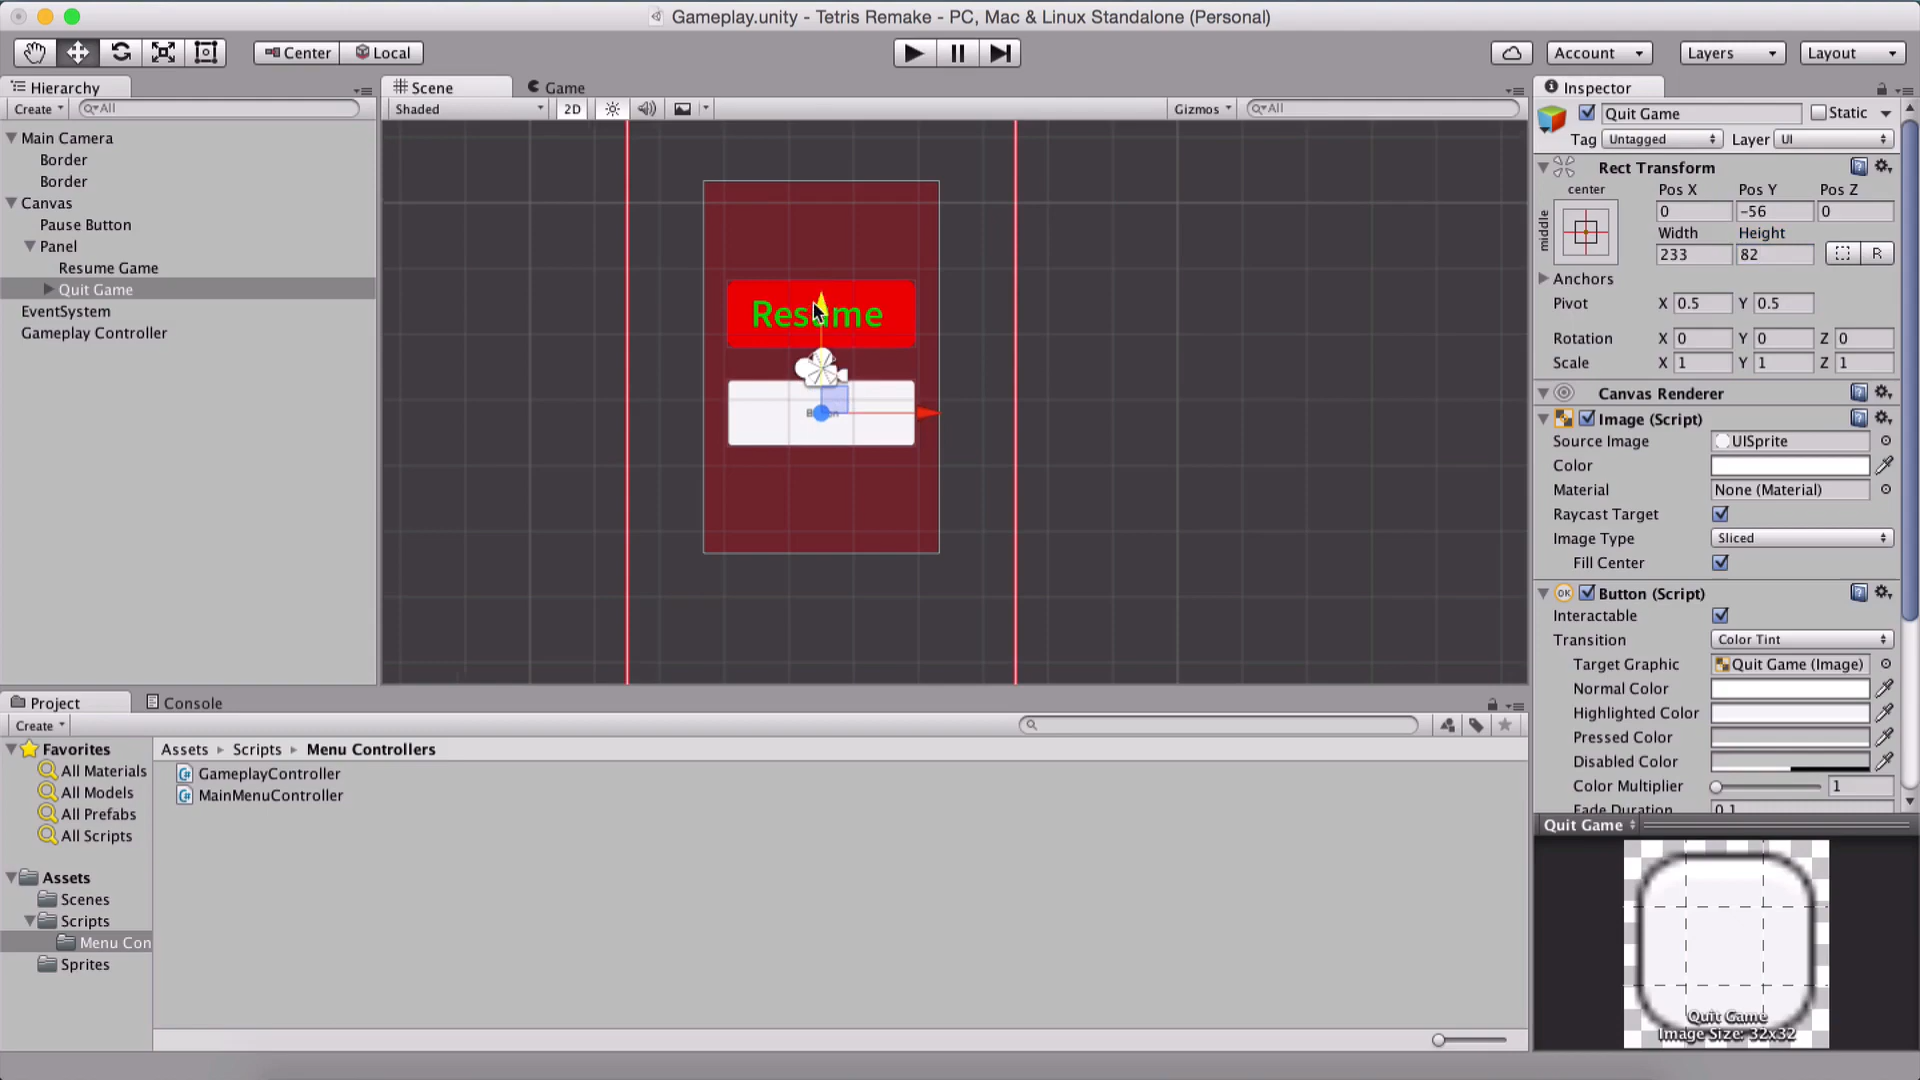 Gameplay.unity - Tetris Remake - PC, Mac & Linux Standalone (Personal)
Center Local Account Layers Layout
Hierarchy
Create All
Main Camera
Border
Border
Canvas
Pause Button
Panel
Resume Game
Quit Game
EventSystem
Gameplay Controller
Scene Game
Shaded 2D Gizmos All
Resume
Inspector
Quit Game Static
Tag Untagged Layer UI
Rect Transform
center Pos X Pos Y Pos Z
middle
0 -56 0
Width Height
233 82 R
Anchors
Pivot X 0.5 Y 0.5
Rotation X 0 Y 0 Z 0
Scale X 1 Y 1 Z 1
Canvas Renderer
Image (Script)
Source Image UISprite
Color
Material None (Material)
Raycast Target
Image Type Sliced
Fill Center
OK Button (Script)
Interactable
Transition Color Tint
Target Graphic Quit Game (Image)
Normal Color
Highlighted Color
Pressed Color
Disabled Color
Color Multiplier 1
Fade Duration 0.1
Quit Game
Quit Game
Image Size: 32x32
Project Console
Create
Favorites
All Materials
All Models
All Prefabs
All Scripts
Assets
Scenes
Scripts
Menu Con
Sprites
Assets Scripts Menu Controllers
GameplayController
MainMenuController